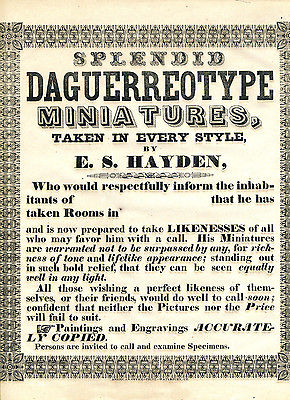 SPLENDID
DAGUERREOTYPE
MINIATURES,
TAKEN IN EVERY STYLE,
BY
E. S. HAYDEN,
Who would respectfully inform the inhab-
itants of that he has
taken Rooms in
and is now prepared to take LIKENESSES of all
who may favor him with a call. His Miniatures
are warranted not to be surpassed by any, for rich-
ness of tone and lifelike appearance; standing out
in such bold relief, that they can be seen equally
well in any light.
All those wishing a perfect likeness of them-
selves, or their friends, would do well to call soon;
confident that neither the Pictures nor the Price
will fail to suit.
☞Paintings and Engravings ACCURATE-
LY COPIED.
Persons are invited to call and examine Specimens.